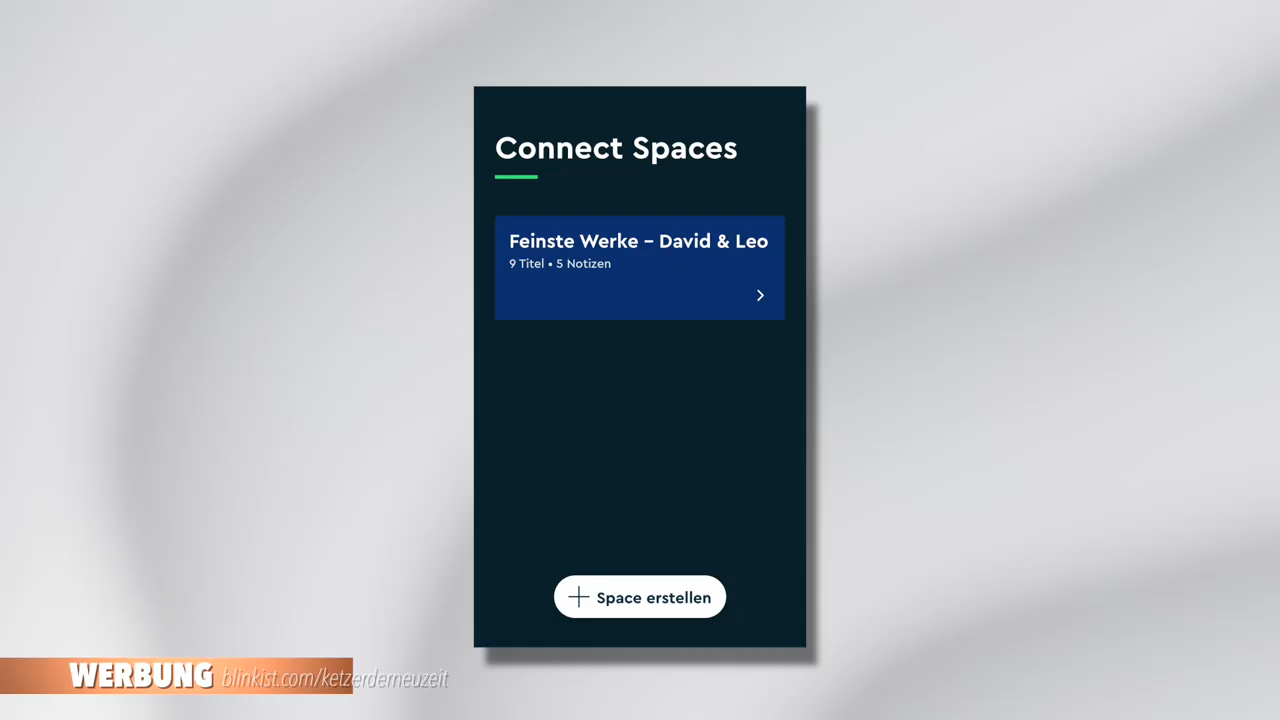 Connect Spaces
Feinste Werke – David & Leo
9 Titel • 5 Notizen
Space erstellen
WERBUNG blinkist.com/ketzerderneuzeit